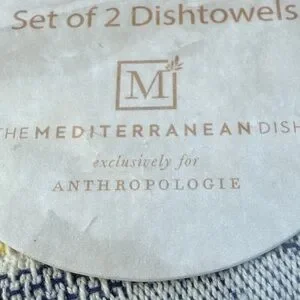 Set of 2 Dishtowels
M
THE MEDITERRANEAN DISH
exclusively for
ANTHROPOLOGIE